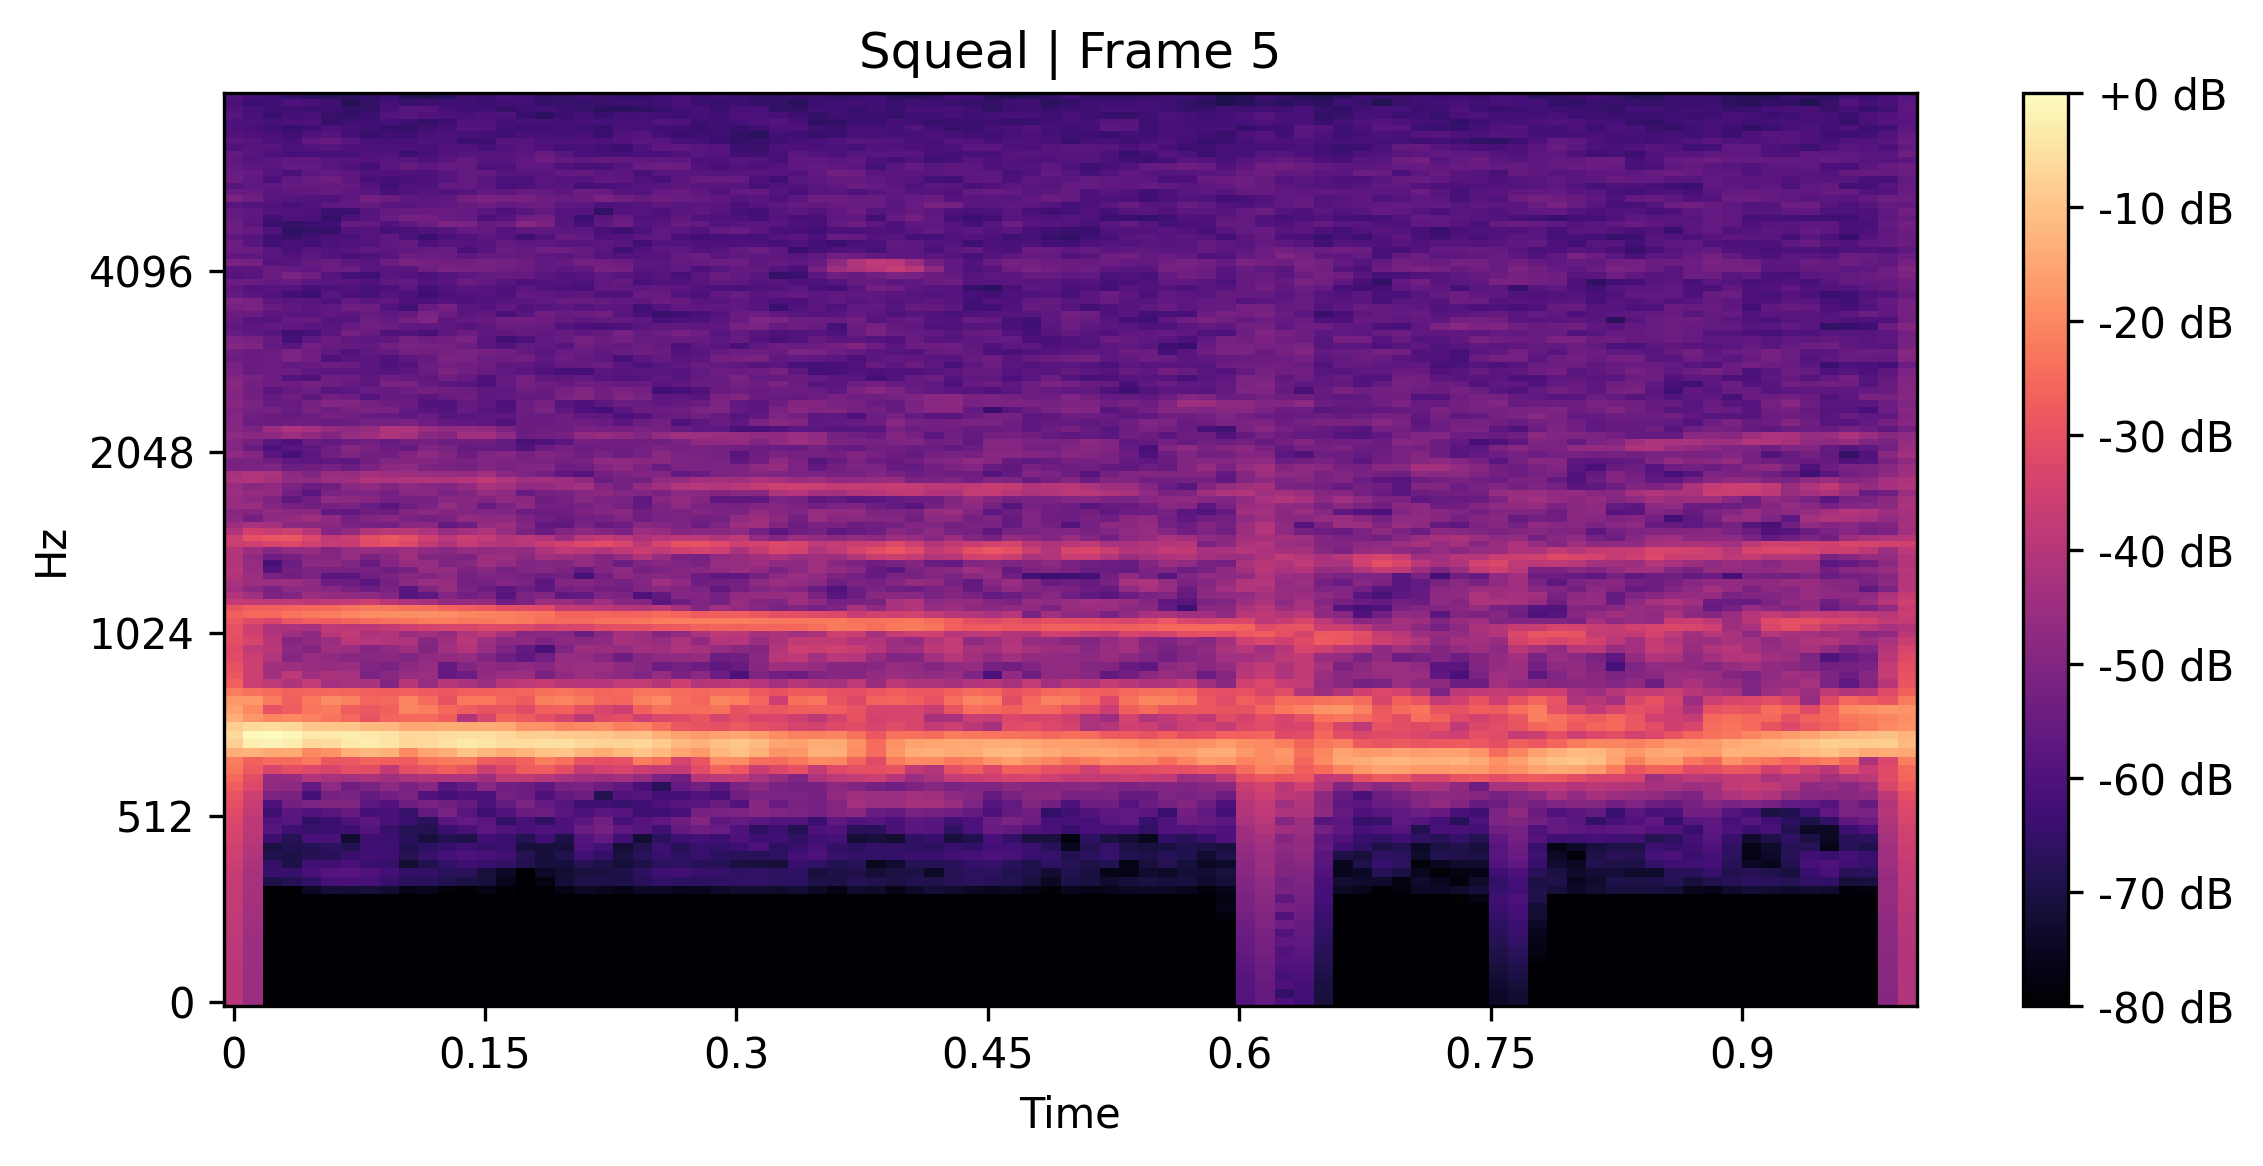 Squeal | Frame 5
Hz
4096
2048
1024
512
0
0 0.15 0.3 0.45 0.6 0.75 0.9
Time
+0 dB
-10 dB
-20 dB
-30 dB
-40 dB
-50 dB
-60 dB
-70 dB
-80 dB